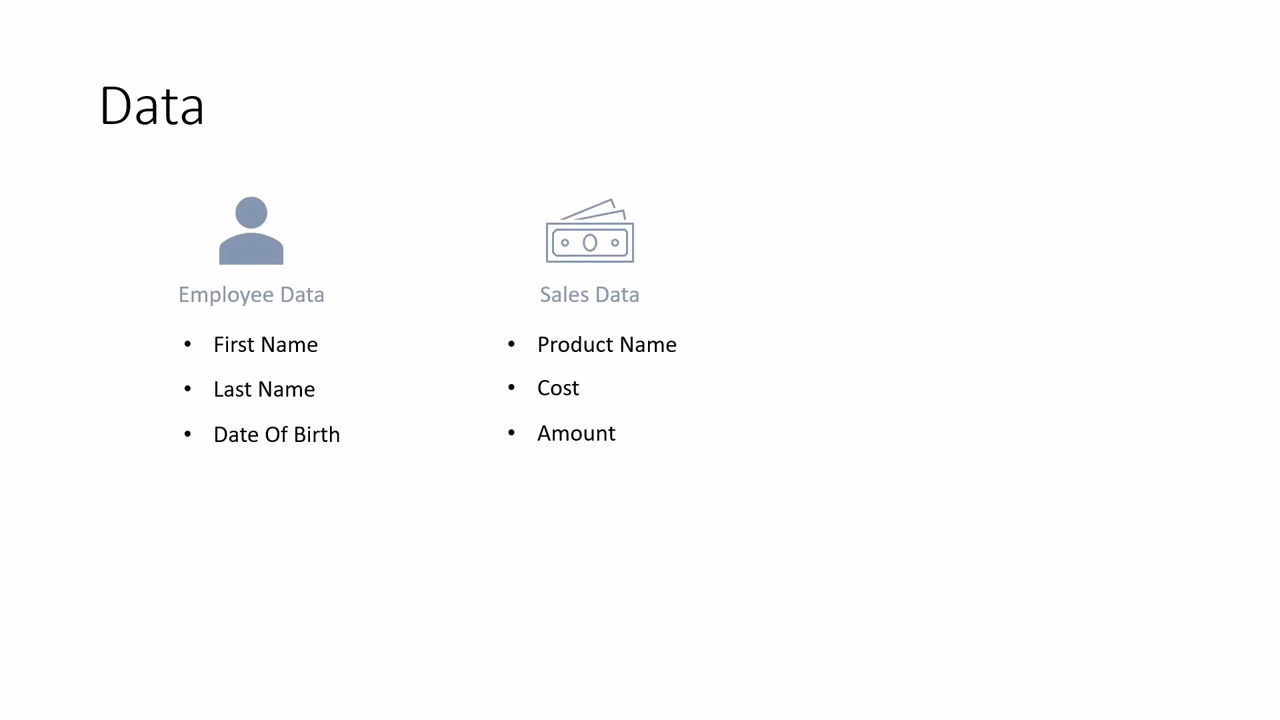 Data
Employee Data
• First Name
• Last Name
• Date Of Birth
Sales Data
• Product Name
• Cost
• Amount